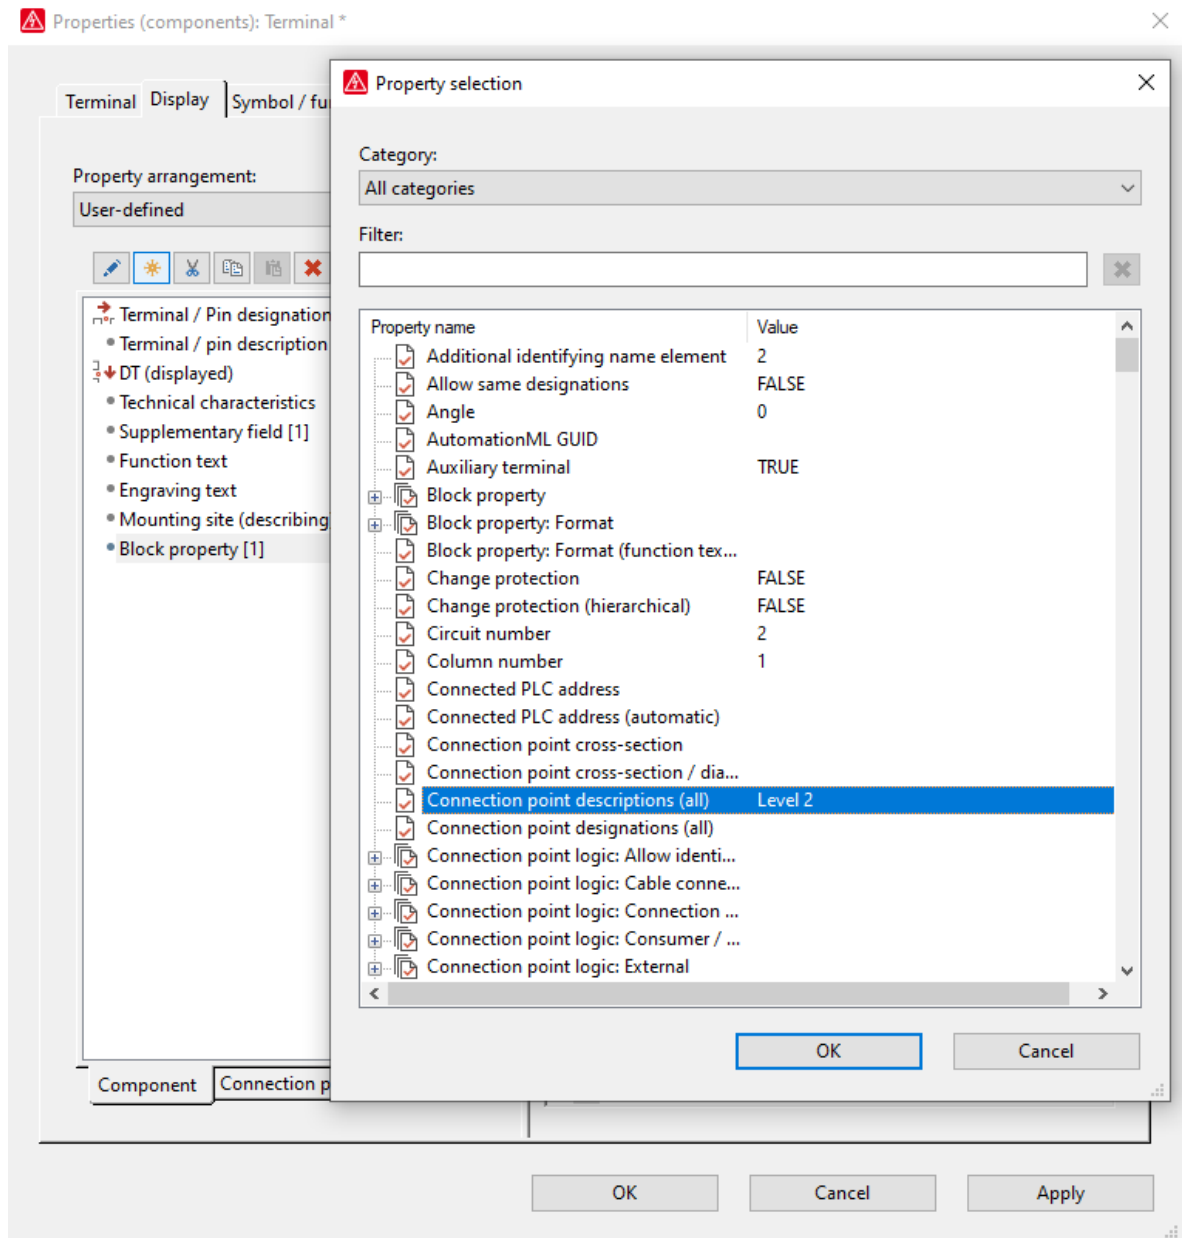 Properties (components): Terminal *
Terminal Display Symbol / fu
Property arrangement:
User-defined
Terminal / Pin designation
Terminal / pin description
DT (displayed)
Technical characteristics
Supplementary field [1]
Function text
Engraving text
Mounting site (describing
Block property [1]
Component Connection p
Property selection
Category:
All categories
Filter:
Property name Value
Additional identifying name element 2
Allow same designations FALSE
Angle 0
AutomationML GUID
Auxiliary terminal TRUE
Block property
Block property: Format
Block property: Format (function tex...
Change protection FALSE
Change protection (hierarchical) FALSE
Circuit number 2
Column number 1
Connected PLC address
Connected PLC address (automatic)
Connection point cross-section
Connection point cross-section / dia...
Connection point descriptions (all) Level 2
Connection point designations (all)
Connection point logic: Allow identi...
Connection point logic: Cable conne...
Connection point logic: Connection ...
Connection point logic: Consumer / ...
Connection point logic: External
OK Cancel
OK Cancel Apply